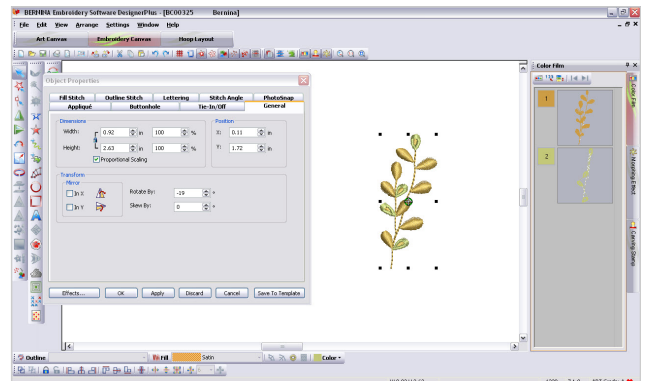 BERNINA Embroidery Software DesignerPlus - [BC00325 Bernina]
File Edit View Arrange Settings Window Help
Art Canvas Embroidery Canvas Hoop Layout
Color Film
Object Properties
Fill Stitch Outline Stitch Lettering Stitch Angle PhotoSnap
Appliqué Buttonhole Tie-In/Off General
Dimensions
Position
Width: 0.92 in 100 % X: 0.11 in
Height: 2.63 in 100 % Y: 1.72 in
Proportional Scaling
Transform
Mirror
In X Rotate By: -19 °
In Y Skew By: 0 °
Effects... OK Apply Discard Cancel Save To Template
1
2
Color Film
Morphing Effect
Carving Stamp
Outline Fill Satin Color